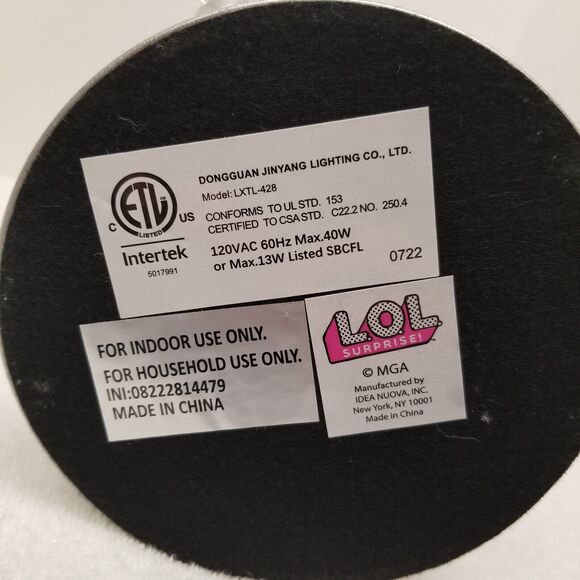 DONGGUAN JINYANG LIGHTING CO., LTD.
Model: LXTL-428
C ETL US
LISTED
CONFORMS TO UL STD. 153
CERTIFIED TO CSA STD. C22.2 NO. 250.4
Intertek
5017991
120VAC 60Hz Max.40W
or Max.13W Listed SBCFL
0722
FOR INDOOR USE ONLY.
FOR HOUSEHOLD USE ONLY.
INI:08222814479
MADE IN CHINA
L.O.L.
SURPRISE!
© MGA
Manufactured by
IDEA NUOVA, INC.
New York, NY 10001
Made in China